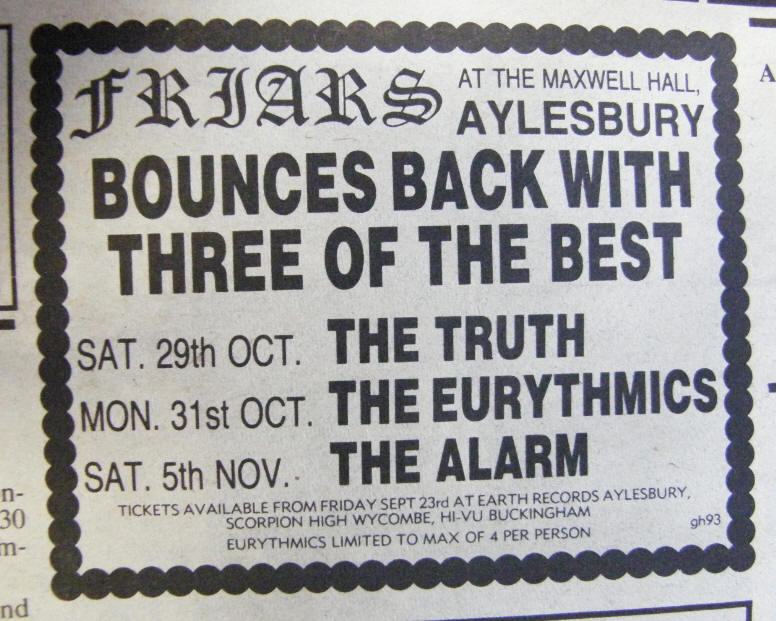 FRIARS AT THE MAXWELL HALL,
AYLESBURY
BOUNCES BACK WITH
THREE OF THE BEST
SAT. 29th OCT. THE TRUTH
MON. 31st OCT. THE EURYTHMICS
SAT. 5th NOV. THE ALARM
TICKETS AVAILABLE FROM FRIDAY SEPT 23rd AT EARTH RECORDS AYLESBURY,
SCORPION HIGH WYCOMBE, HI-VU BUCKINGHAM
gh93
EURYTHMICS LIMITED TO MAX OF 4 PER PERSON
n-
30
m-
nd
A